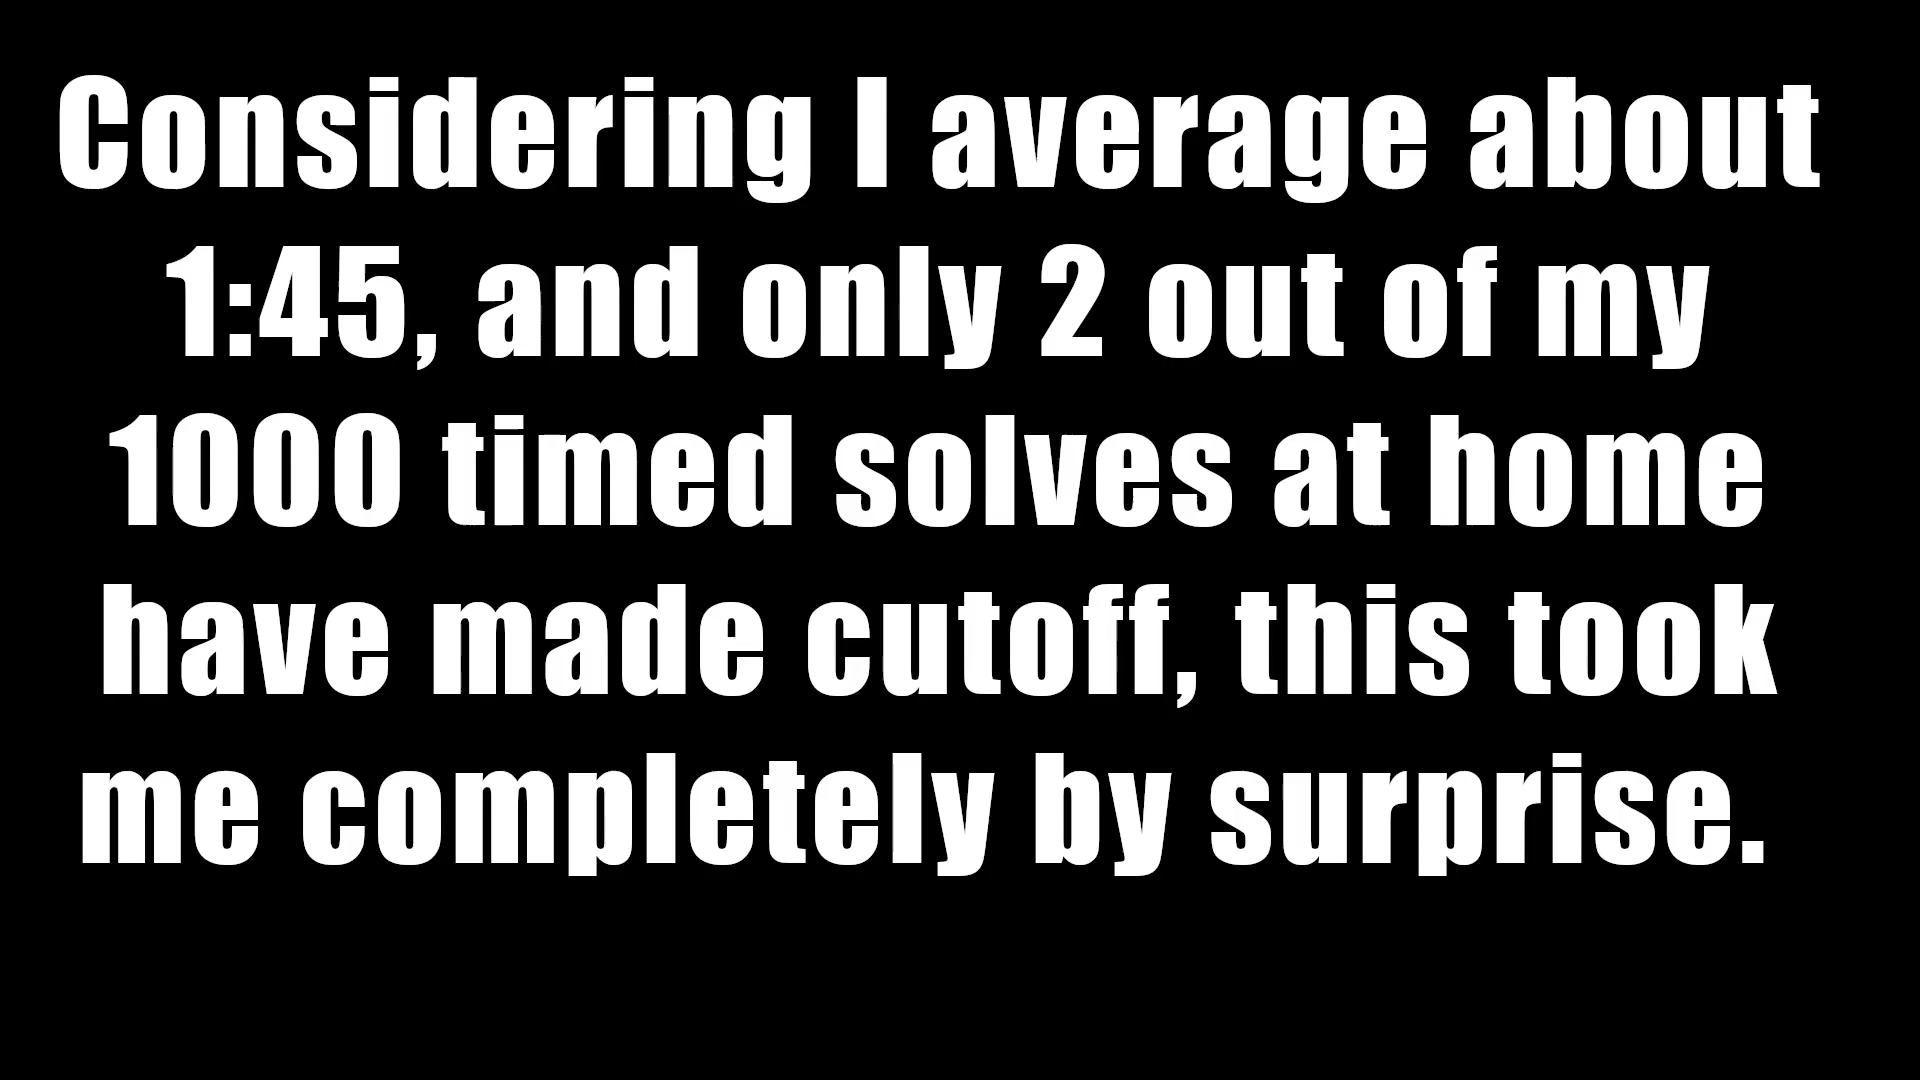 Considering I average about
1:45, and only 2 out of my
1000 timed solves at home
have made cutoff, this took
me completely by surprise.